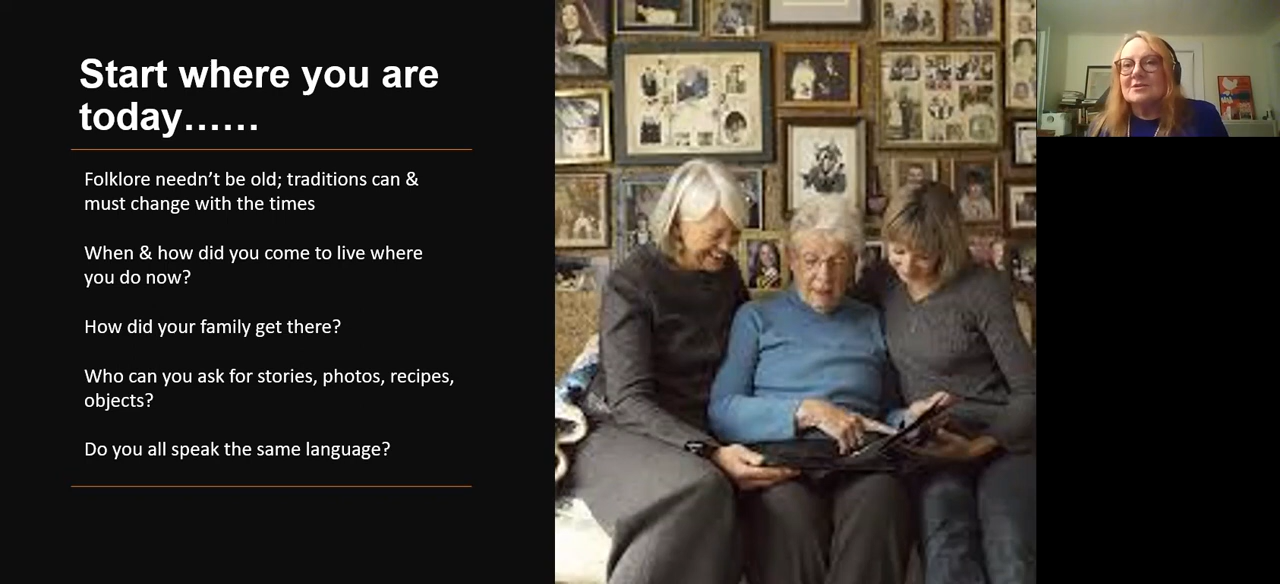 Start where you are
today......
Folklore needn’t be old; traditions can &
must change with the times
When & how did you come to live where
you do now?
How did your family get there?
Who can you ask for stories, photos, recipes,
objects?
Do you all speak the same language?